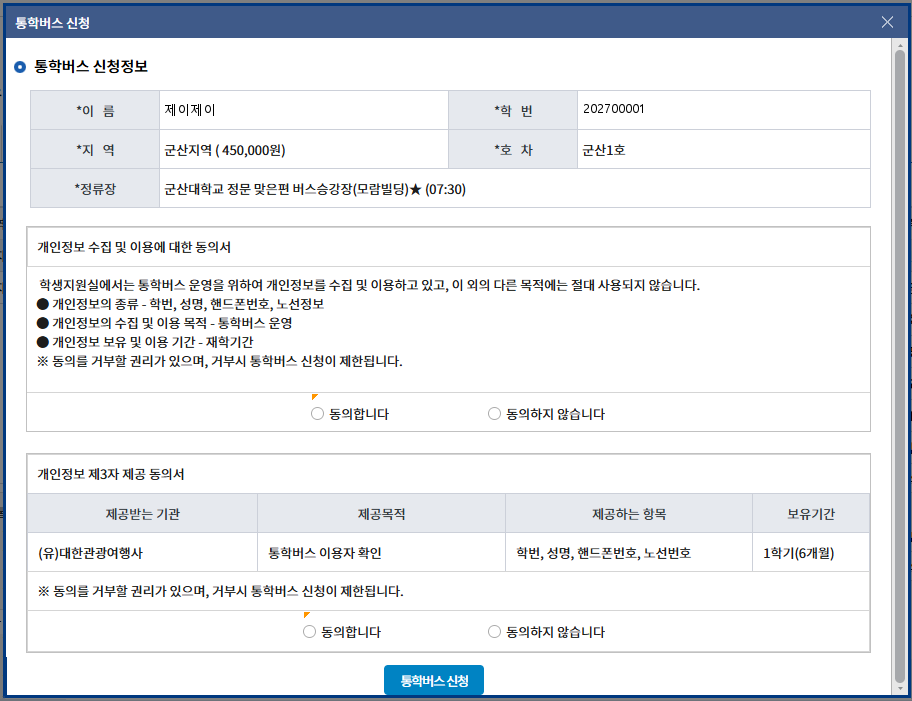 통학버스 신청
통학버스 신청정보
*이 름 제이제이 *학 번 202700001
*지 역 군산지역 ( 450,000원) *호 차 군산1호
*정류장 군산대학교 정문 맞은편 버스승강장(모람빌딩)★ (07:30)
개인정보 수집 및 이용에 대한 동의서
학생지원실에서는 통학버스 운영을 위하여 개인정보를 수집 및 이용하고 있고, 이 외의 다른 목적에는 절대 사용되지 않습니다.
● 개인정보의 종류 - 학번, 성명, 핸드폰번호, 노선정보
● 개인정보의 수집 및 이용 목적 - 통학버스 운영
● 개인정보 보유 및 이용 기간 - 재학기간
※ 동의를 거부할 권리가 있으며, 거부시 통학버스 신청이 제한됩니다.
동의합니다 동의하지 않습니다
개인정보 제3자 제공 동의서
제공받는 기관 제공목적 제공하는 항목 보유기간
(유)대한관광여행사 통학버스 이용자 확인 학번, 성명, 핸드폰번호, 노선번호 1학기(6개월)
※ 동의를 거부할 권리가 있으며, 거부시 통학버스 신청이 제한됩니다.
동의합니다 동의하지 않습니다
통학버스 신청